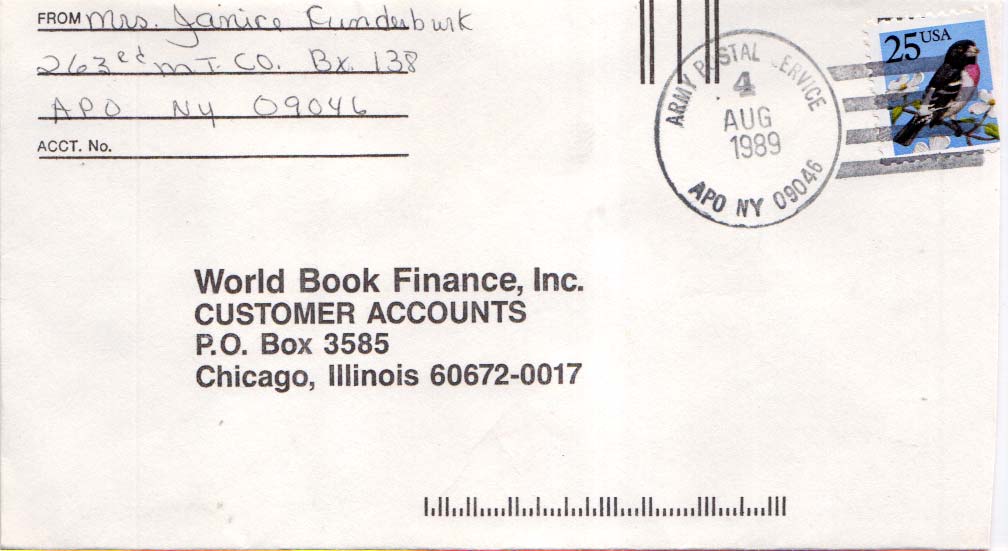 FROM Mrs. Janice Funderburk
263rd MT. CO. Bx. 138
APO NY 09046
ACCT. No.
ARMY POSTAL SERVICE
4
AUG
1989
APO NY 09046
25 USA
World Book Finance, Inc.
CUSTOMER ACCOUNTS
P.O. Box 3585
Chicago, Illinois 60672-0017